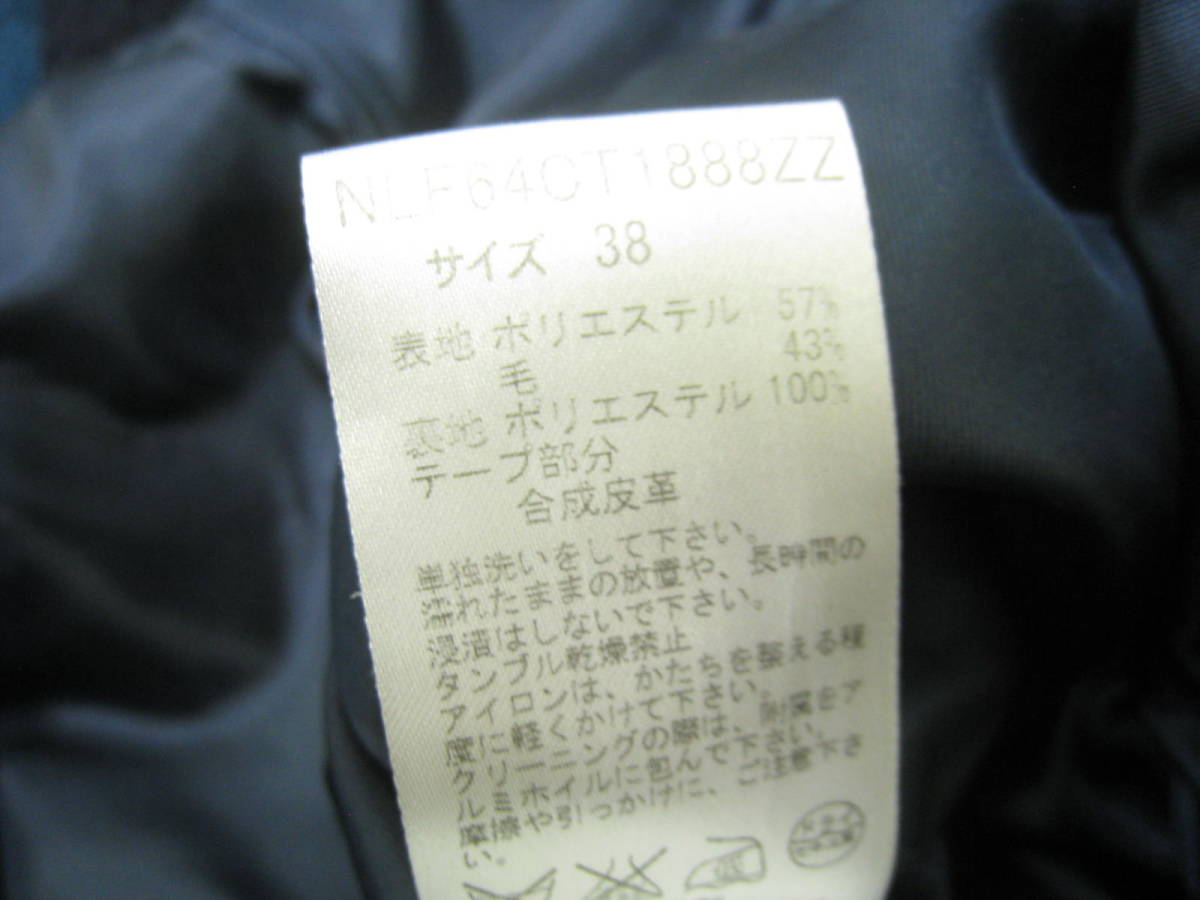 NLF64CT1888ZZ
サイズ 38
表地 ポリエステル 57%
毛 43%
裏地 ポリエステル 100%
テープ部分
合成皮革
単独洗いをして下さい。
濡れたままの放置や、長時間の
浸漬はしないで下さい。
タンブル乾燥禁止
アイロンは、かたちを整える程
度に軽くかけて下さい。
クリーニングの際は、附属をア
ルミホイルに包んで下さい。
摩擦や引っかけに、ご注意下さ
い。
ドライ